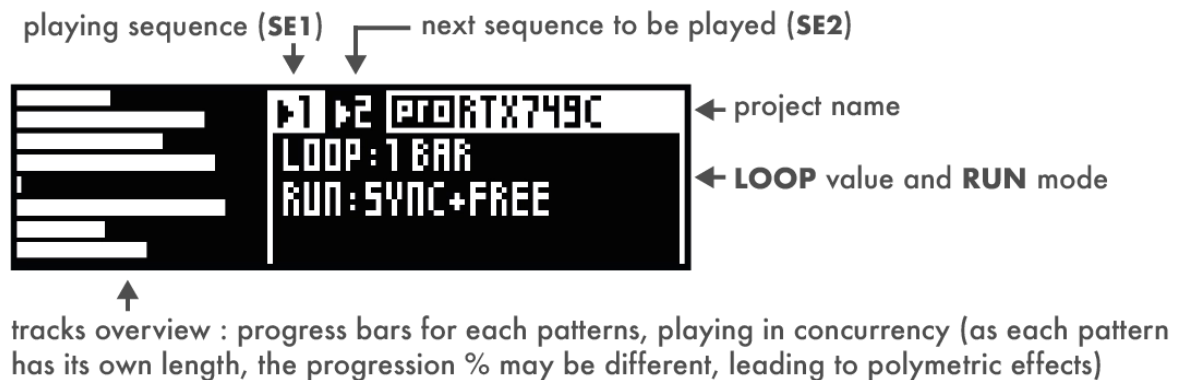 playing sequence (SE1)
next sequence to be played (SE2)
1 2 pro RTX749C
project name
LOOP:1 BAR
RUN:SYNC+FREE
LOOP value and RUN mode
tracks overview : progress bars for each patterns, playing in concurrency (as each pattern
has its own length, the progression % may be different, leading to polymetric effects)